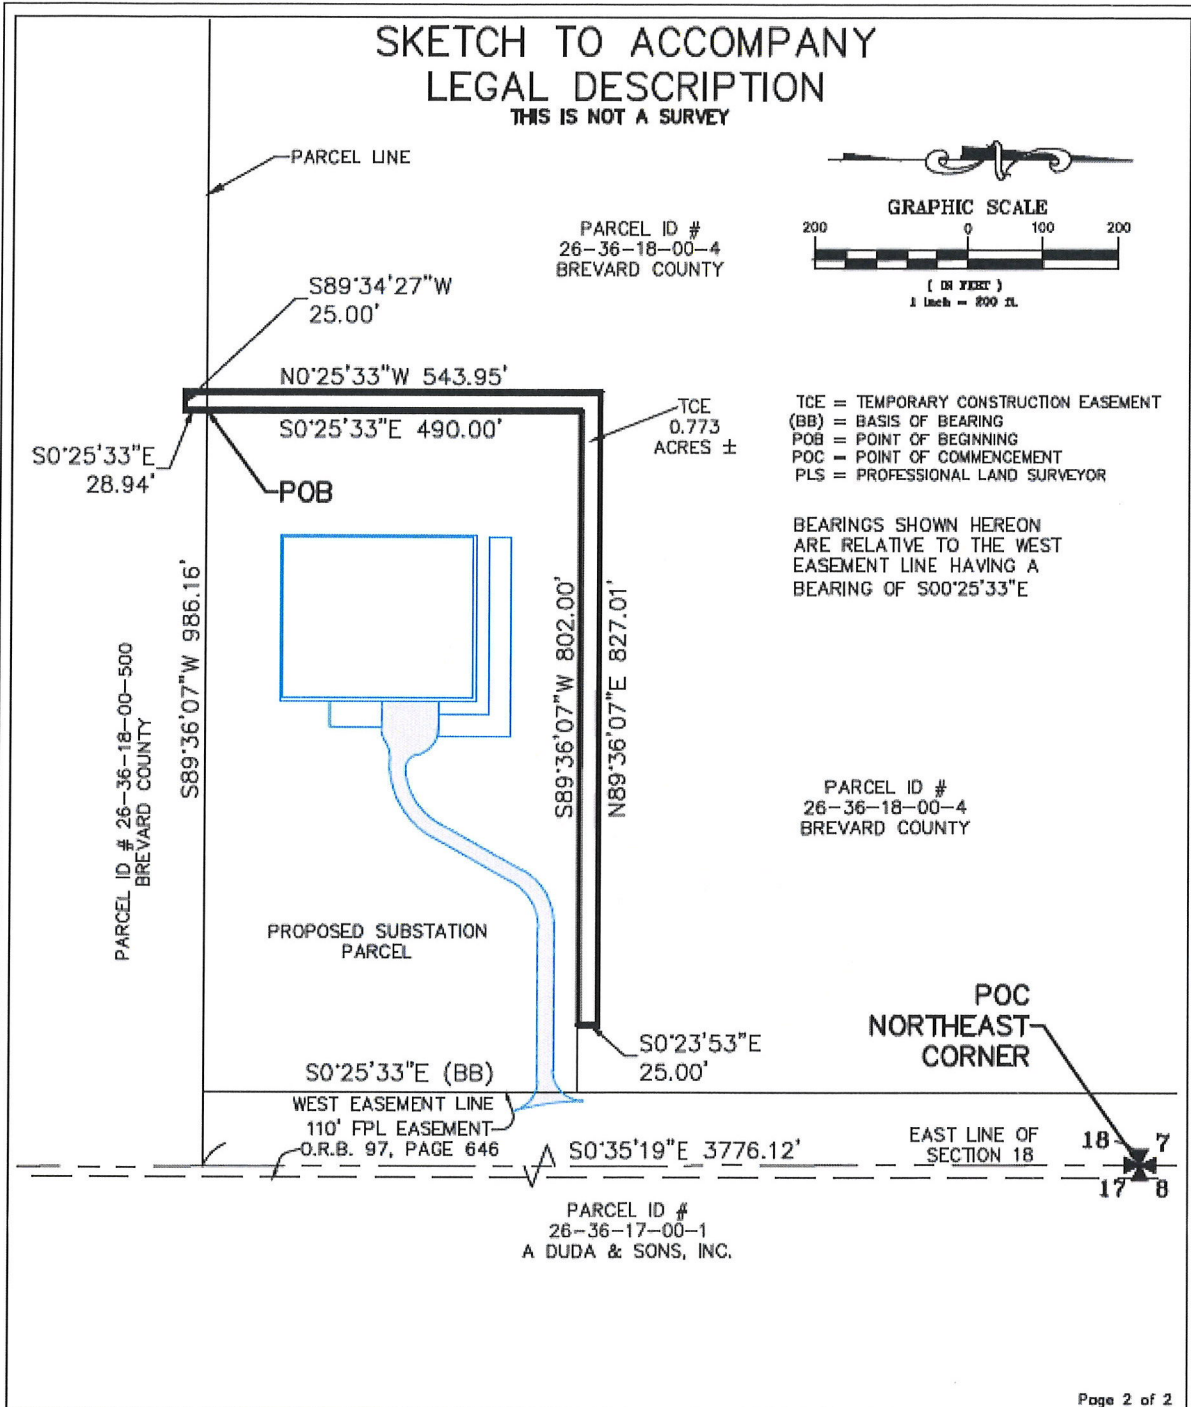 SKETCH TO ACCOMPANY
LEGAL DESCRIPTION
THIS IS NOT A SURVEY
PARCEL LINE
GRAPHIC SCALE
200 0 100 200
( IN FEET )
1 inch = 200 ft.
PARCEL ID #
26-36-18-00-4
BREVARD COUNTY
S89°34'27"W
25.00'
N0°25'33"W 543.95'
S0°25'33"E 490.00'
TCE
0.773
ACRES ±
S0°25'33"E
28.94'
POB
TCE = TEMPORARY CONSTRUCTION EASEMENT
(BB) = BASIS OF BEARING
POB = POINT OF BEGINNING
POC = POINT OF COMMENCEMENT
PLS = PROFESSIONAL LAND SURVEYOR
BEARINGS SHOWN HEREON
ARE RELATIVE TO THE WEST
EASEMENT LINE HAVING A
BEARING OF S00°25'33"E
PARCEL ID # 26-36-18-00-500
BREVARD COUNTY
S89°36'07"W 986.16'
S89°36'07"W 802.00'
N89°36'07"E 827.01'
PARCEL ID #
26-36-18-00-4
BREVARD COUNTY
PROPOSED SUBSTATION
PARCEL
POC
NORTHEAST
CORNER
S0°23'53"E
25.00'
S0°25'33"E (BB)
WEST EASEMENT LINE
110' FPL EASEMENT
O.R.B. 97, PAGE 646
S0°35'19"E 3776.12'
EAST LINE OF
SECTION 18
18 7
17 8
PARCEL ID #
26-36-17-00-1
A DUDA & SONS, INC.
Page 2 of 2